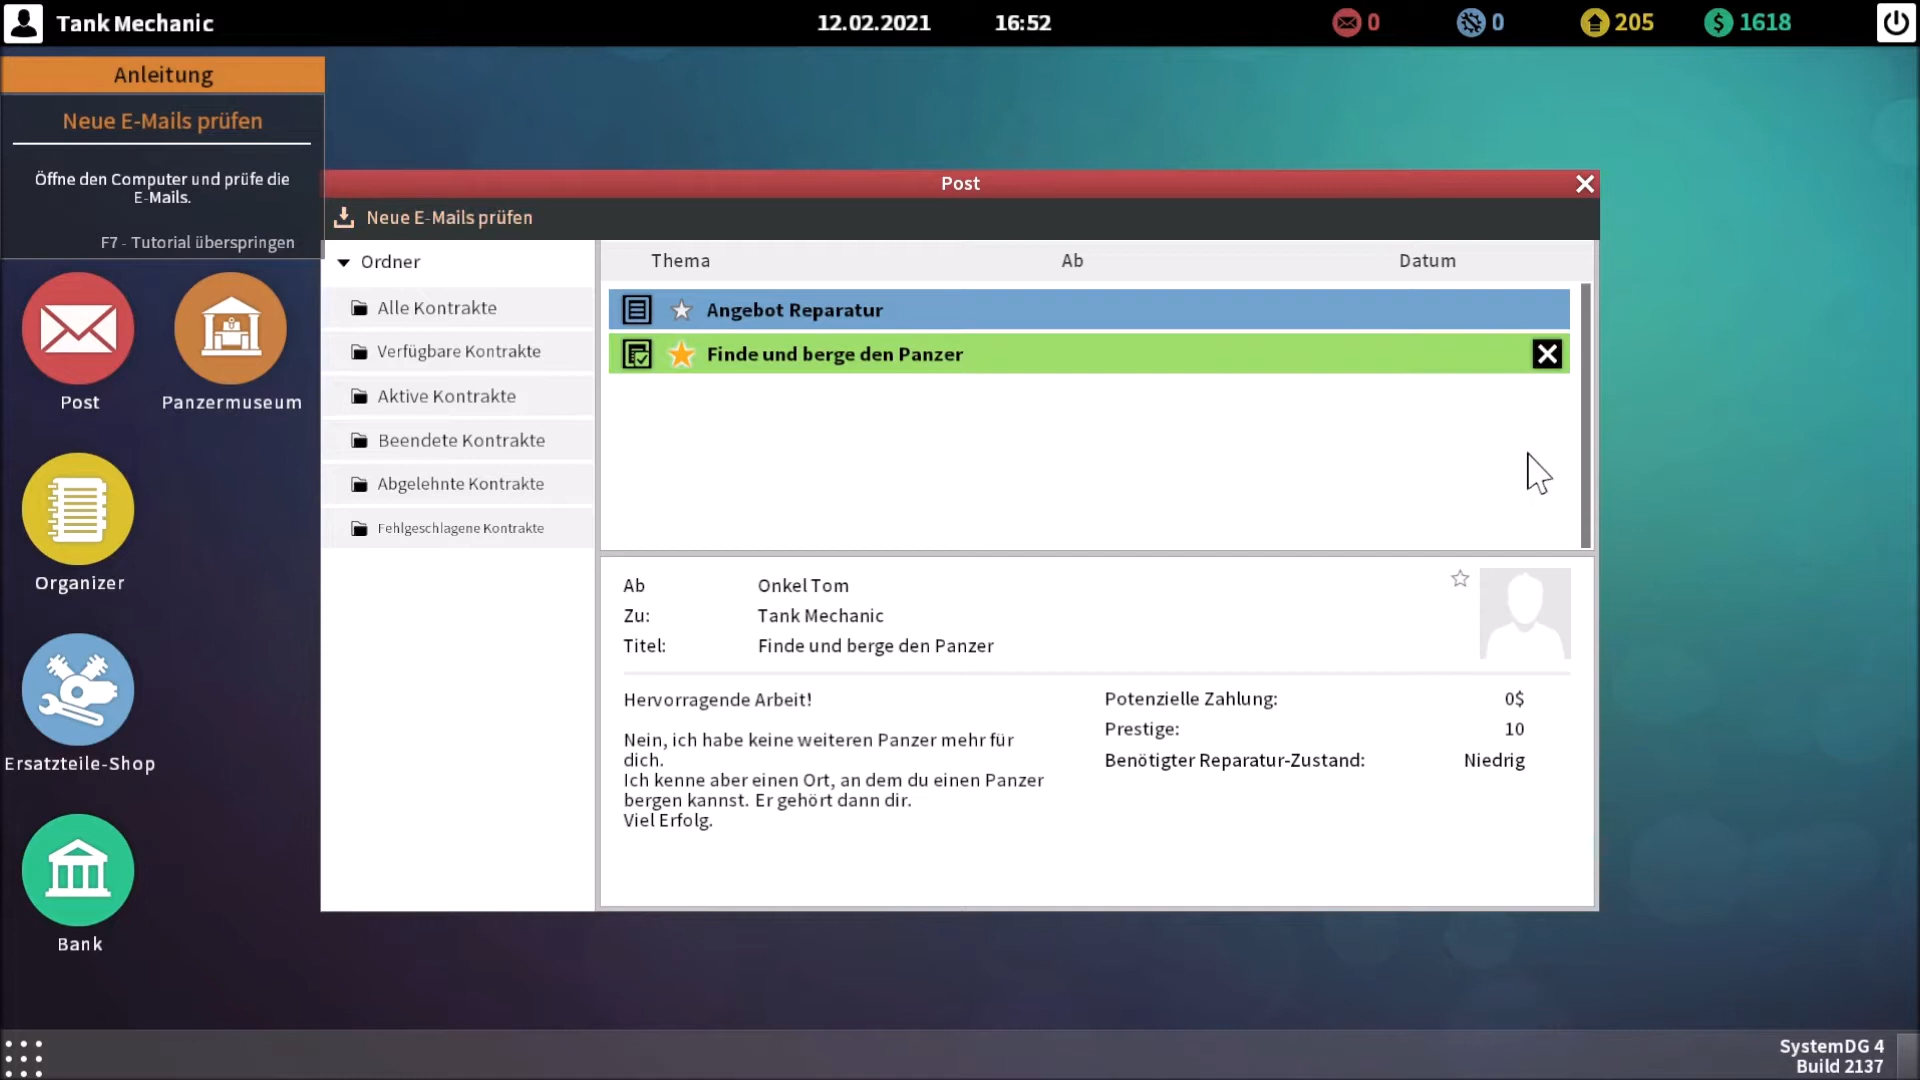 Tank Mechanic
12.02.2021
16:52
0
0
205
1618
Anleitung
Neue E-Mails prüfen
Öffne den Computer und prüfe die
E-Mails.
F7 - Tutorial überspringen
Post
Panzermuseum
Organizer
Ersatzteile-Shop
Bank
Post
Neue E-Mails prüfen
Ordner
Alle Kontrakte
Verfügbare Kontrakte
Aktive Kontrakte
Beendete Kontrakte
Abgelehnte Kontrakte
Fehlgeschlagene Kontrakte
Thema Ab Datum
Angebot Reparatur
Finde und berge den Panzer
Ab Onkel Tom
Zu: Tank Mechanic
Titel: Finde und berge den Panzer
Hervorragende Arbeit!
Nein, ich habe keine weiteren Panzer mehr für
dich.
Ich kenne aber einen Ort, an dem du einen Panzer
bergen kannst. Er gehört dann dir.
Viel Erfolg.
Potenzielle Zahlung: 0$
Prestige: 10
Benötigter Reparatur-Zustand: Niedrig
SystemDG 4
Build 2137